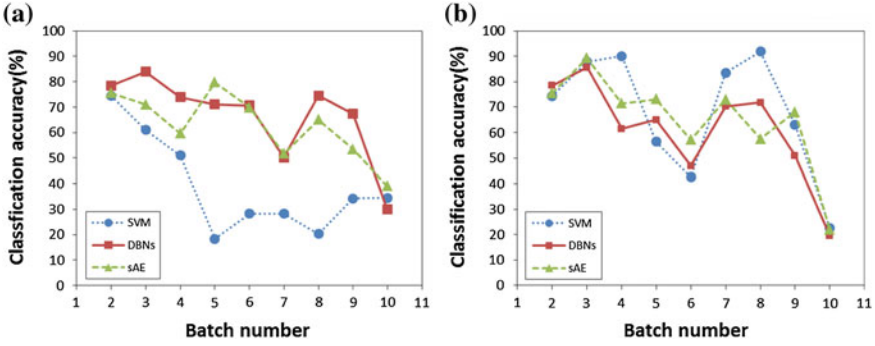 (a)
Classfication accuracy(%)
100
90
80
70
60
50
40
30
20
10
0
SVM
DBNs
sAE
1 2 3 4 5 6 7 8 9 10 11
Batch number
(b)
Classification accuracy(%)
100
90
80
70
60
50
40
30
20
10
0
SVM
DBNs
sAE
1 2 3 4 5 6 7 8 9 10 11
Batch number